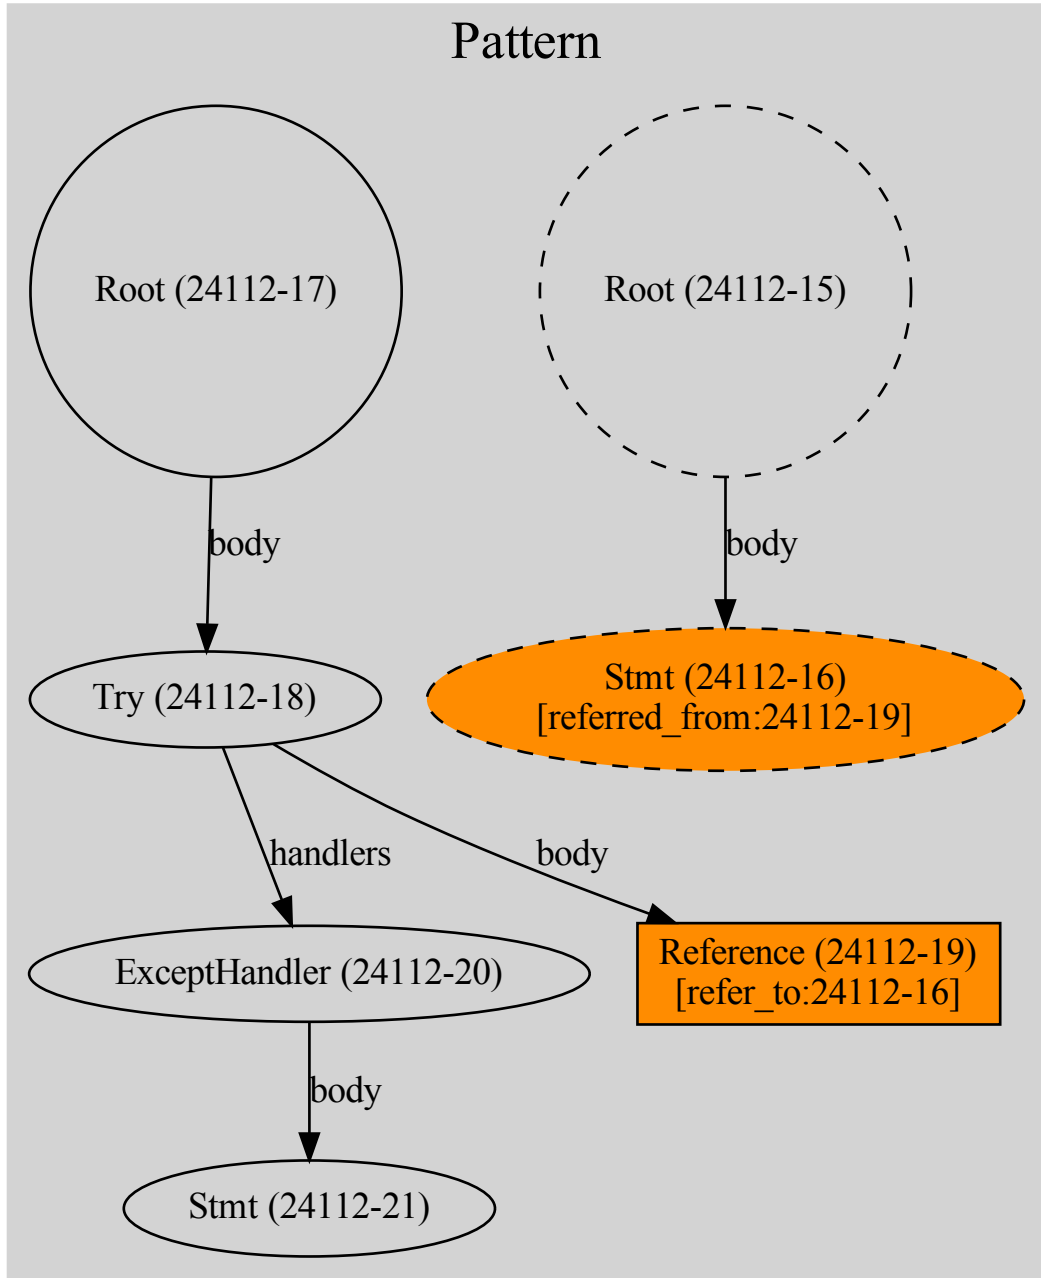 Pattern
Root (24112-17)
Root (24112-15)
body
body
Try (24112-18)
Stmt (24112-16)
[referred_from:24112-19]
handlers
body
ExceptHandler (24112-20)
Reference (24112-19)
[refer_to:24112-16]
body
Stmt (24112-21)